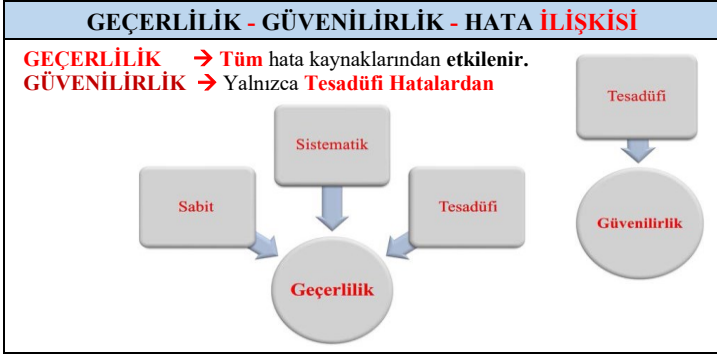 GEÇERLİLİK - GÜVENİLİRLİK - HATA İLİŞKİSİ
GEÇERLİLİK → Tüm hata kaynaklarından etkilenir.
GÜVENİLİRLİK → Yalnızca Tesadüfi Hatalardan
Tesadüfi
Sistematik
Sabit
Tesadüfi
Güvenilirlik
Geçerlilik